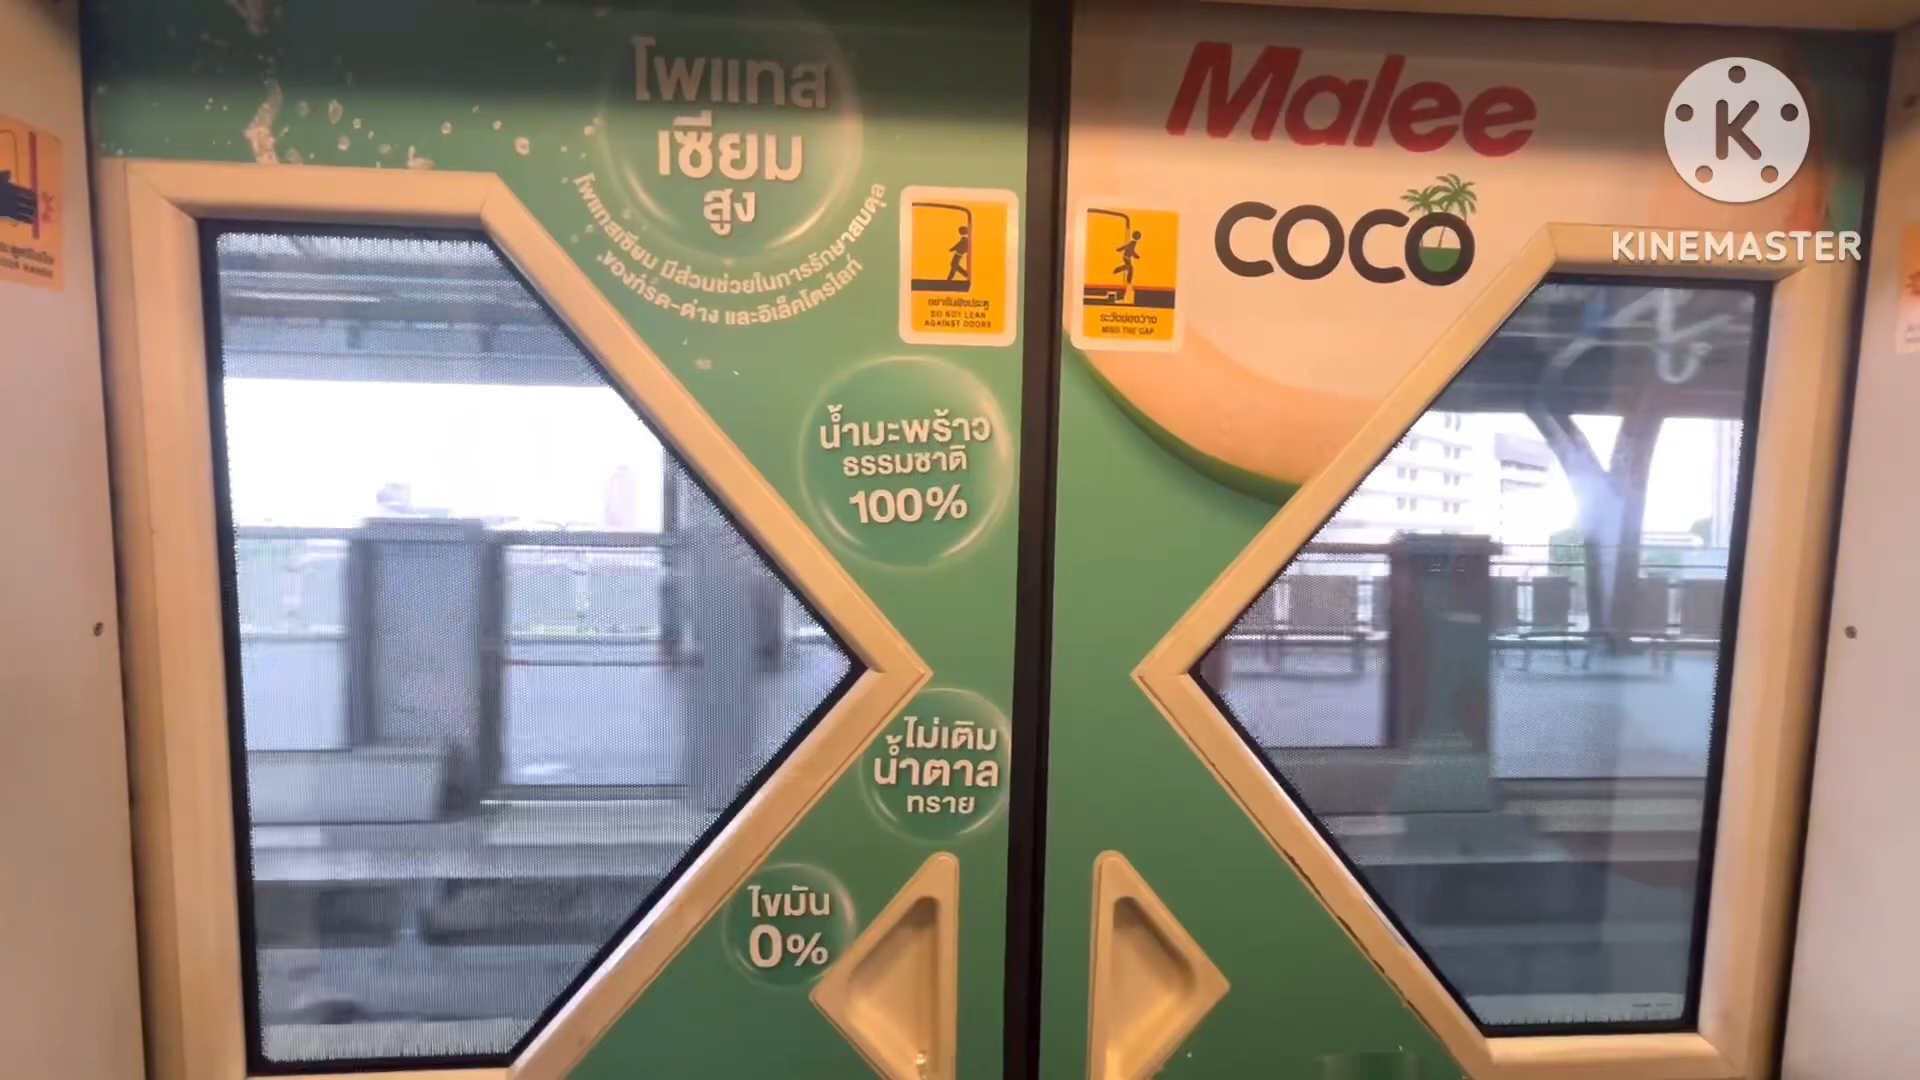 โพแทส
เซียม
สูง
โพแทสเซียม มีส่วนช่วยในการรักษาสมดุล
ของกรด-ด่าง และอิเล็คโตรไลท์
อย่ายืนพิงประตู
DO NOT LEAN
AGAINST DOORS
น้ำมะพร้าว
ธรรมชาติ
100%
ไม่เติม
น้ำตาล
ทราย
ไขมัน
0%
Malee
COCO
ระวังช่องว่าง
MIND THE GAP
K
KINEMASTER